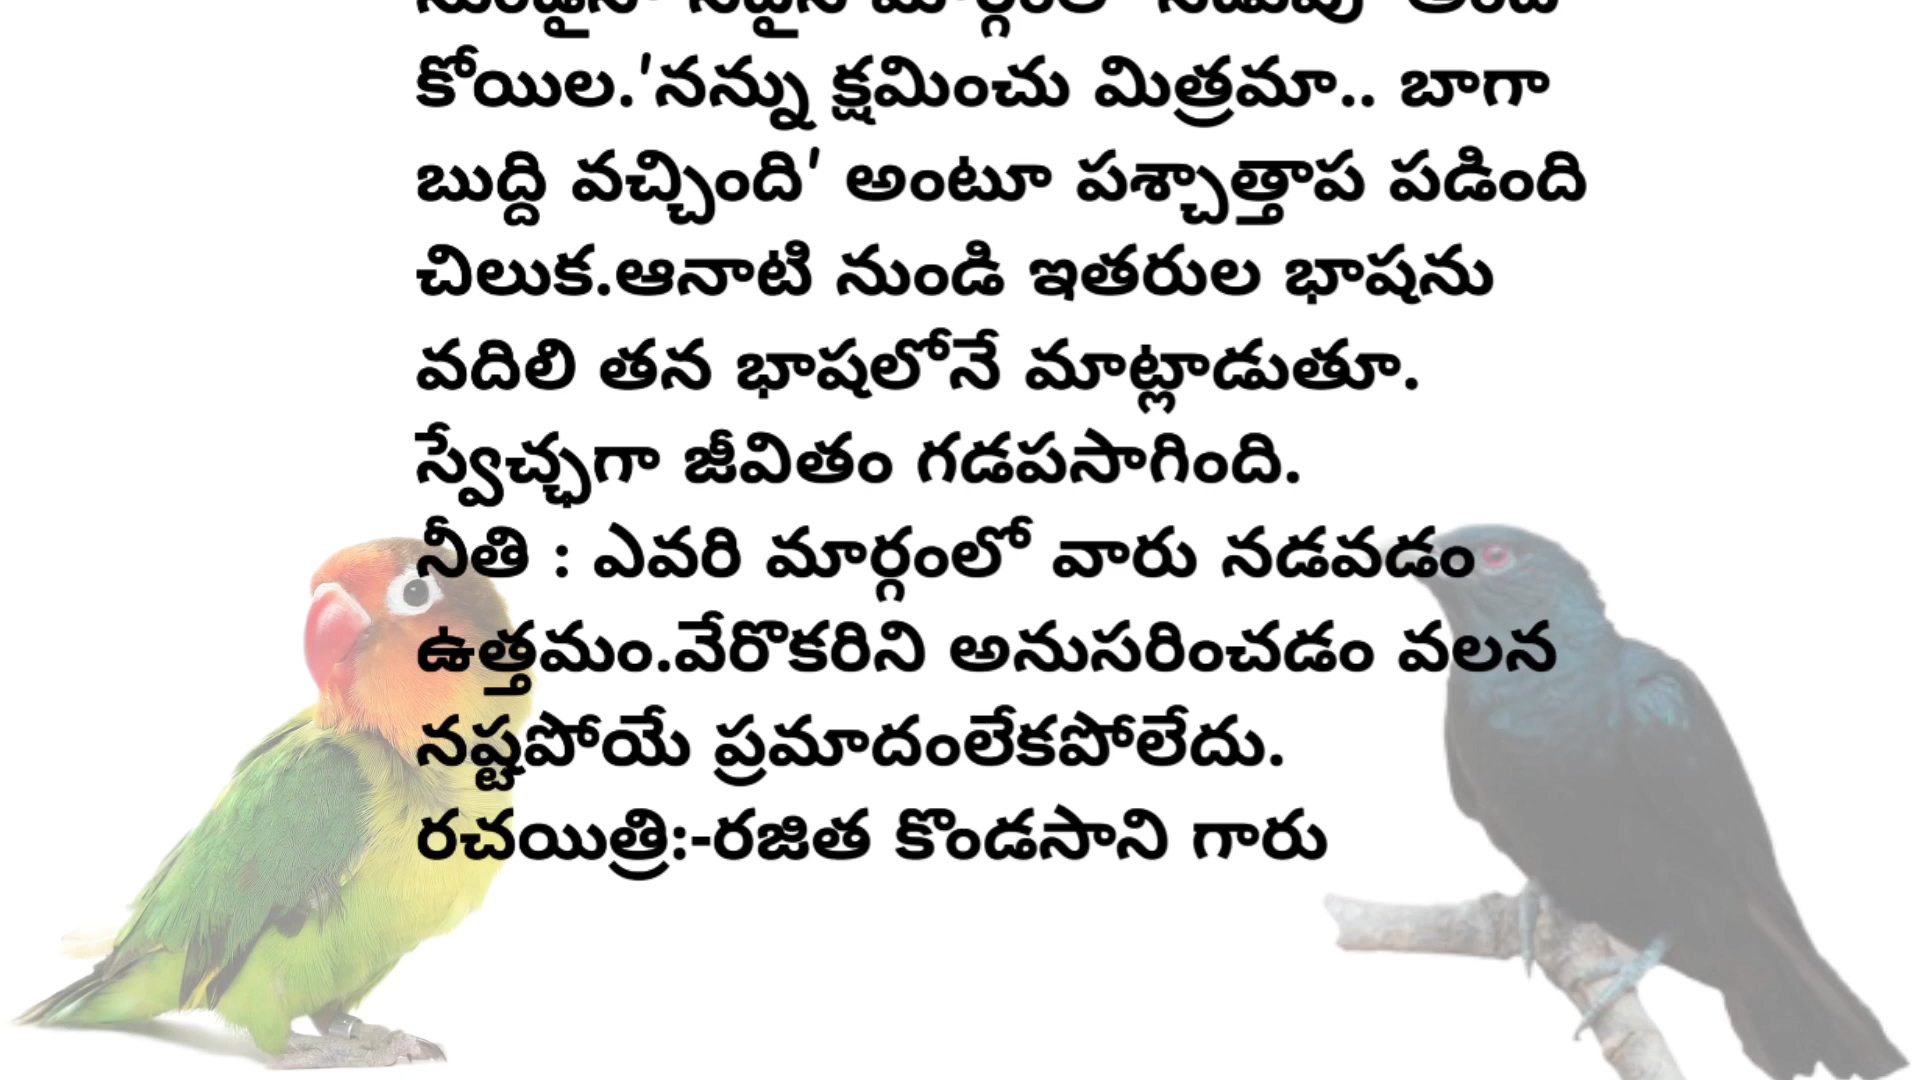 కోయిల.'నన్ను క్షమించు మిత్రమా.. బాగా
బుద్ది వచ్చింది' అంటూ పశ్చాత్తాప పడింది
చిలుక.ఆనాటి నుండి ఇతరుల భాషను
వదిలి తన భాషలోనే మాట్లాడుతూ.
స్వేచ్ఛగా జీవితం గడపసాగింది.
నీతి : ఎవరి మార్గంలో వారు నడవడం
ఉత్తమం.వేరొకరిని అనుసరించడం వలన
నష్టపోయే ప్రమాదంలేకపోలేదు.
రచయిత్రి:-రజిత కొండసాని గారు